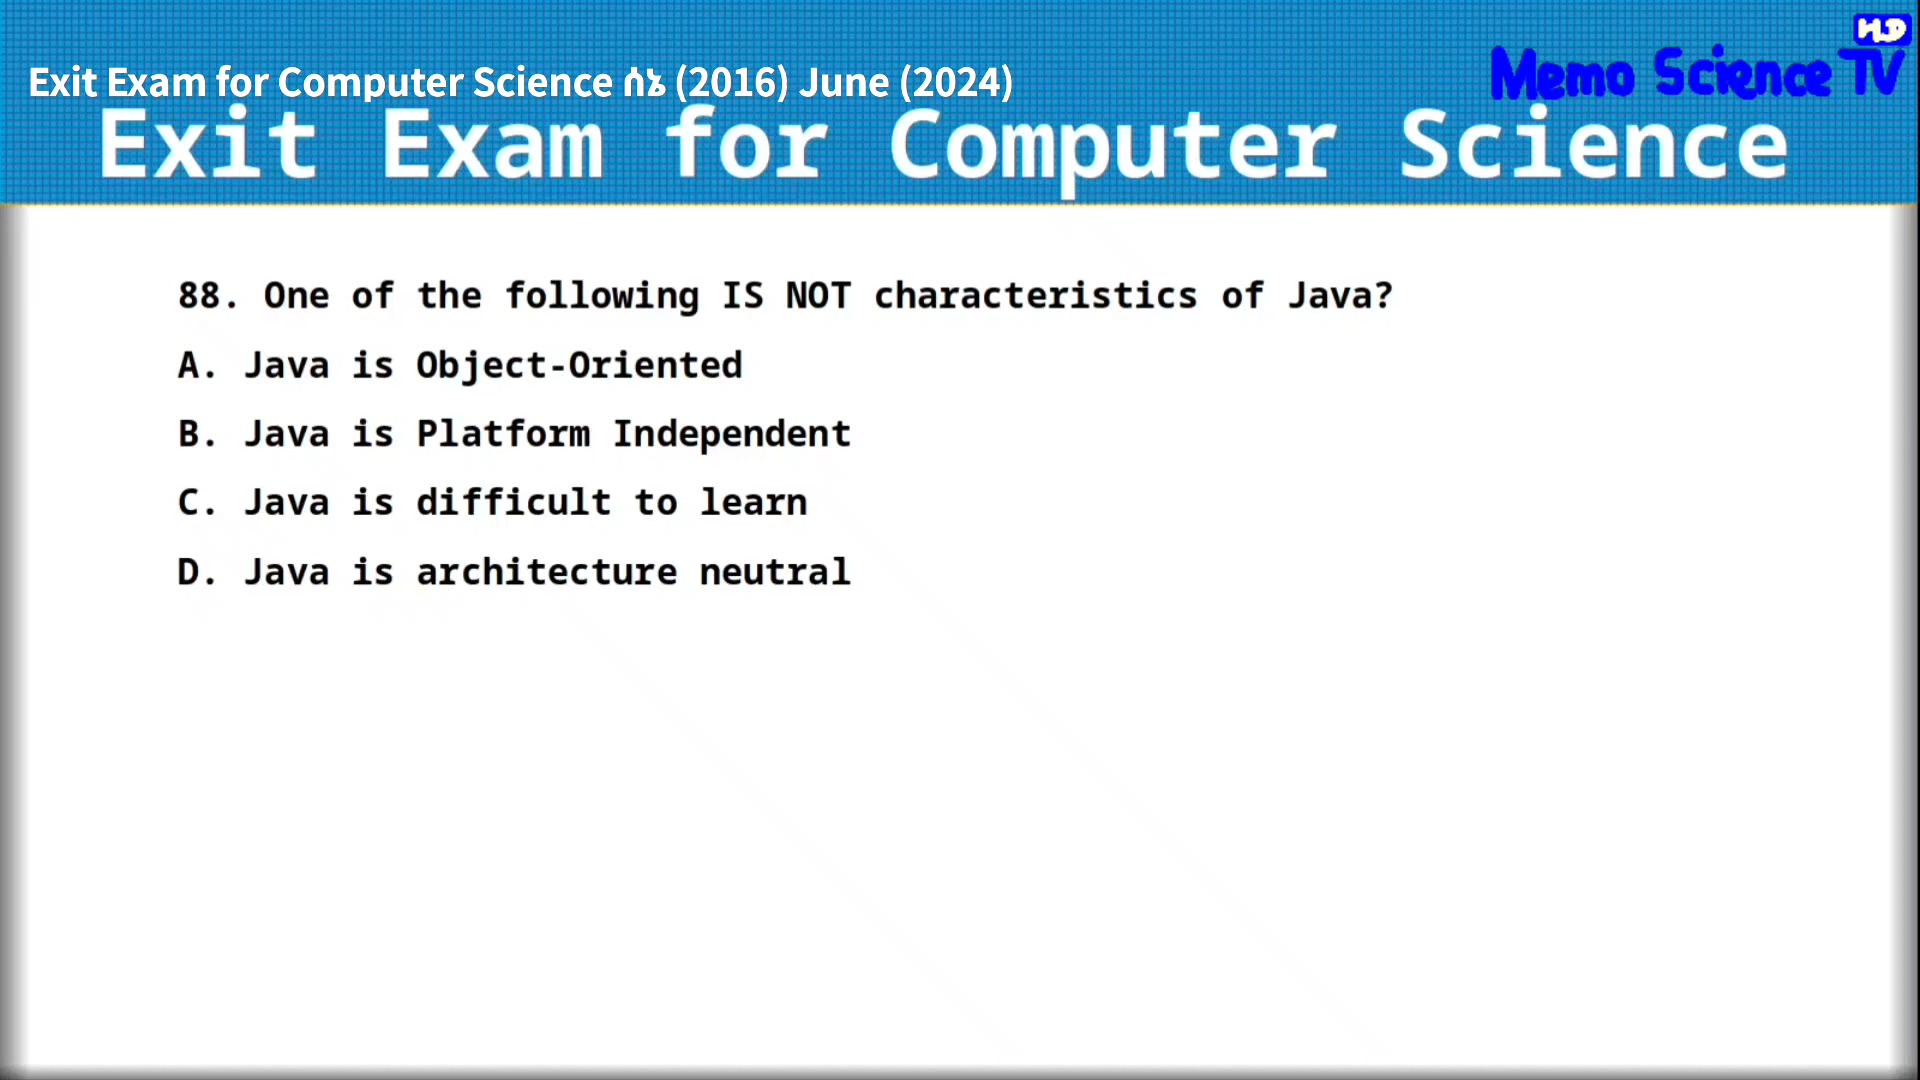 HD
Memo Science TV
Exit Exam for Computer Science ሰኔ (2016) June (2024)
Exit Exam for Computer Science
88. One of the following IS NOT characteristics of Java?
A. Java is Object-Oriented
B. Java is Platform Independent
C. Java is difficult to learn
D. Java is architecture neutral